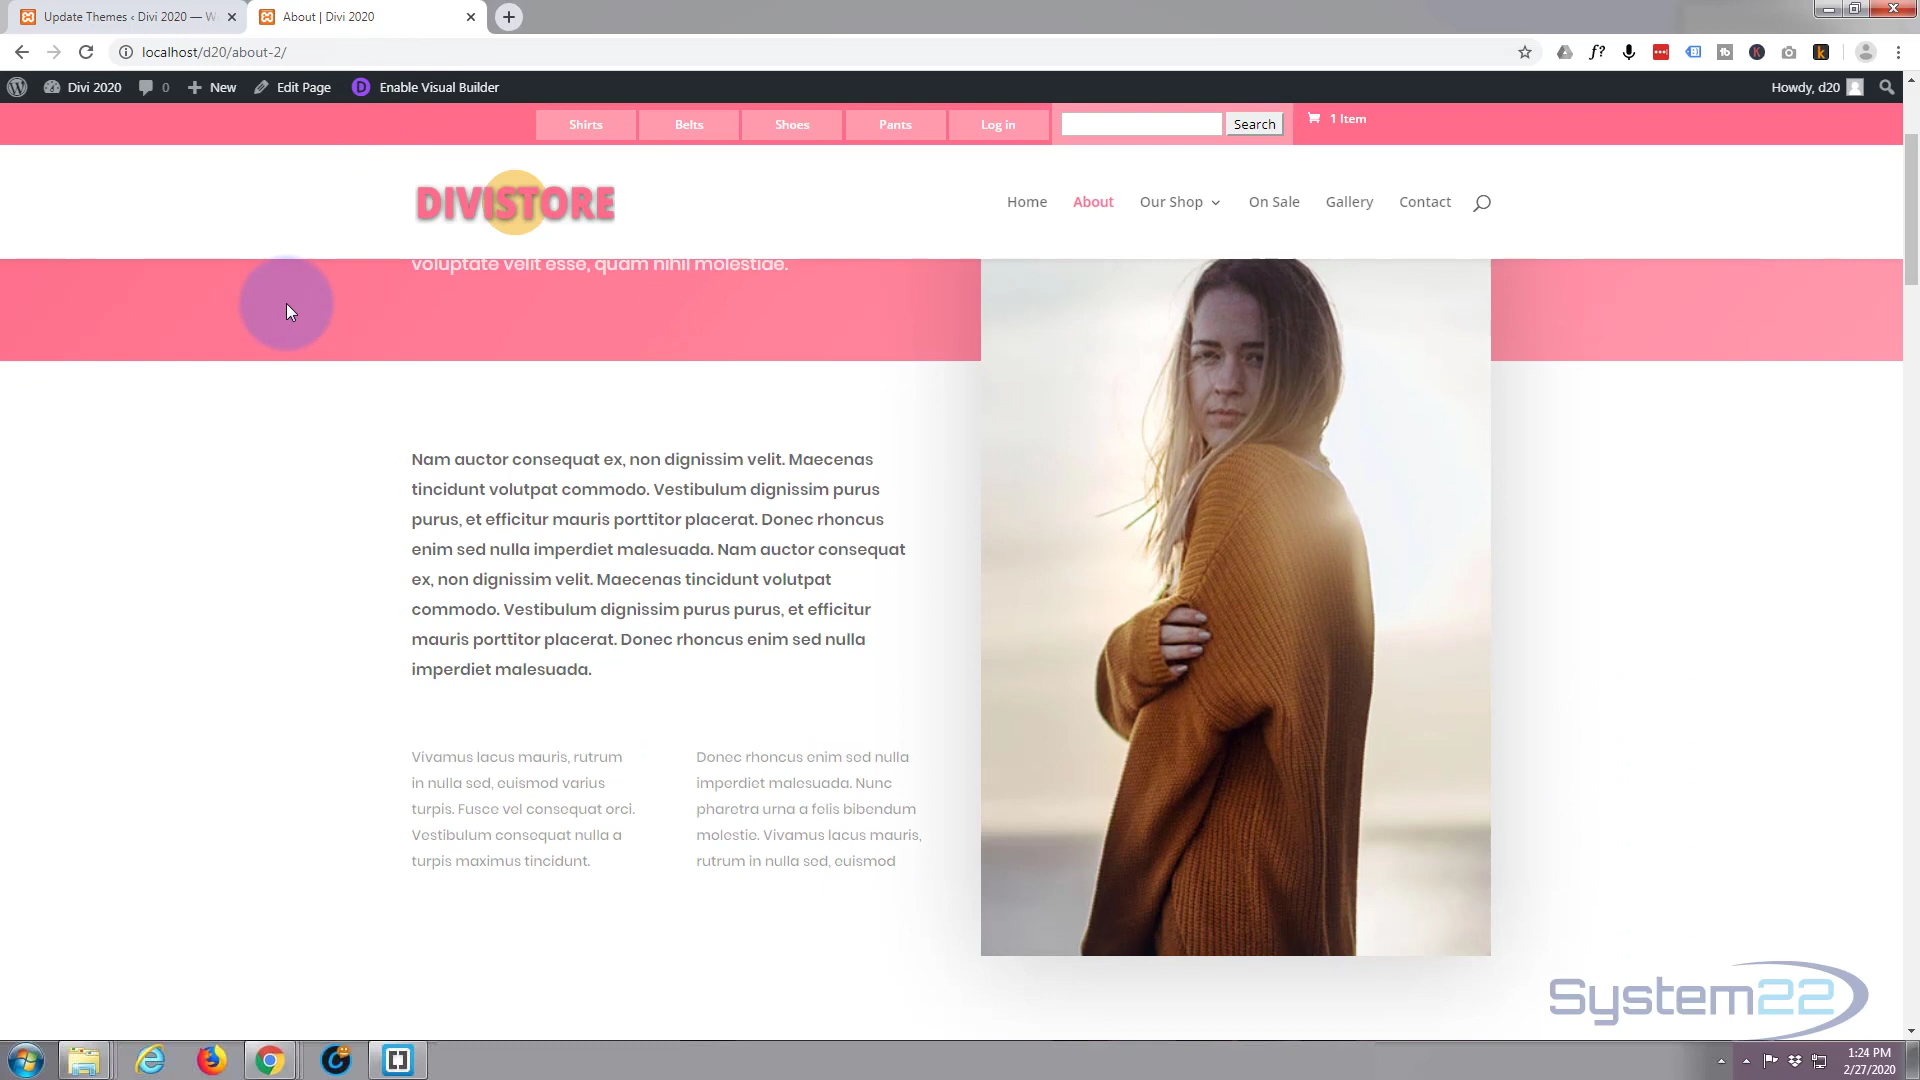 Update Themes ‹ Divi 2020 — W
About | Divi 2020
localhost/d20/about-2/
Divi 2020
0
New
Edit Page
Enable Visual Builder
Howdy, d20
Shirts
Belts
Shoes
Pants
Log in
Search
1 Item
DIVISTORE
Home
About
Our Shop
On Sale
Gallery
Contact
voluptate velit esse, quam nihil molestiae.
Nam auctor consequat ex, non dignissim velit. Maecenas
tincidunt volutpat commodo. Vestibulum dignissim purus
purus, et efficitur mauris porttitor placerat. Donec rhoncus
enim sed nulla imperdiet malesuada. Nam auctor consequat
ex, non dignissim velit. Maecenas tincidunt volutpat
commodo. Vestibulum dignissim purus purus, et efficitur
mauris porttitor placerat. Donec rhoncus enim sed nulla
imperdiet malesuada.
Vivamus lacus mauris, rutrum
in nulla sed, euismod varius
turpis. Fusce vel consequat orci.
Vestibulum consequat nulla a
turpis maximus tincidunt.
Donec rhoncus enim sed nulla
imperdiet malesuada. Nunc
pharetra urna a felis bibendum
molestie. Vivamus lacus mauris,
rutrum in nulla sed, euismod
System22
1:24 PM
2/27/2020